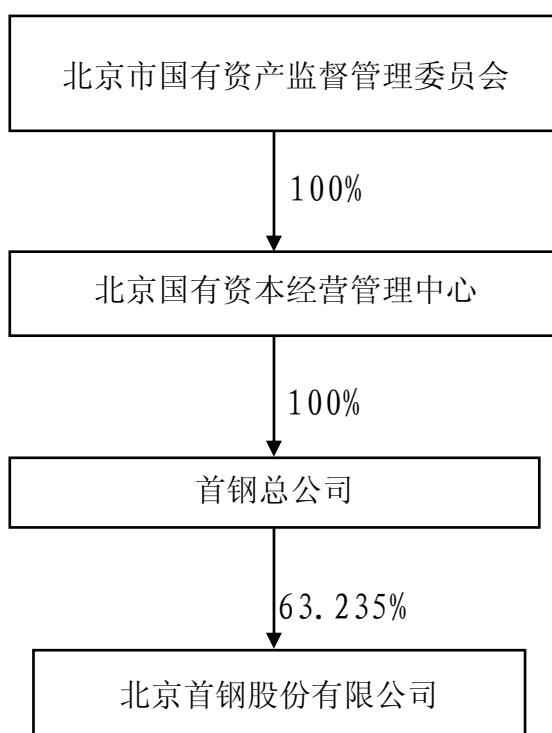 北京市国有资产监督管理委员会
100%
北京国有资本经营管理中心
100%
首钢总公司
63.235%
北京首钢股份有限公司